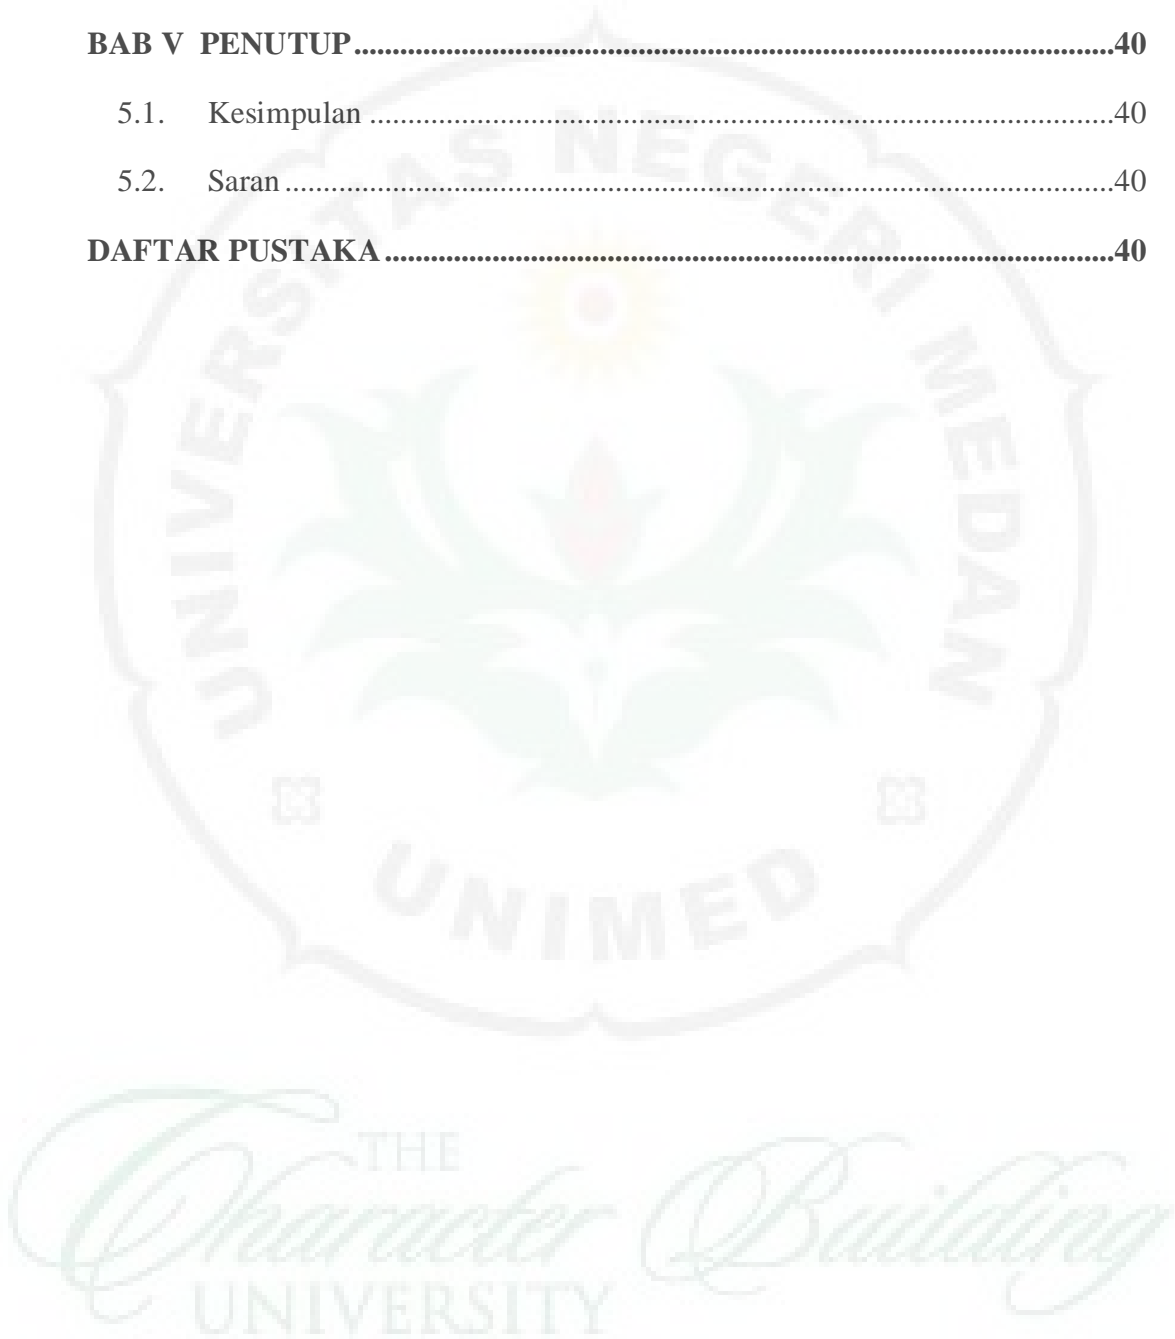 BAB V  PENUTUP....................................................................................................40
5.1. Kesimpulan ..................................................................................................40
5.2. Saran .............................................................................................................40
DAFTAR PUSTAKA ...............................................................................................40
UNIVERSITAS NEGERI MEDAN
UNIMED
THE
Character Building
UNIVERSITY